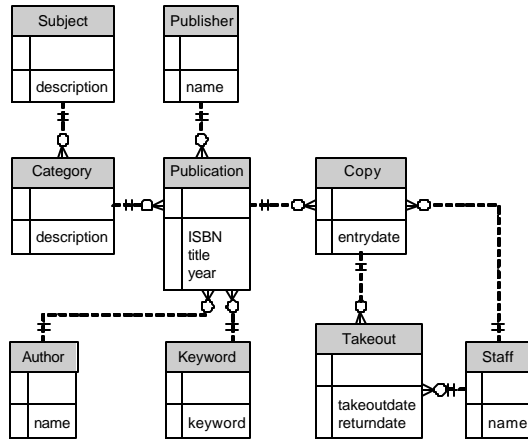 Subject
description
Publisher
name
Category
description
Publication
ISBN
title
year
Copy
entrydate
Author
name
Keyword
keyword
Takeout
takeoutdate
returndate
Staff
name